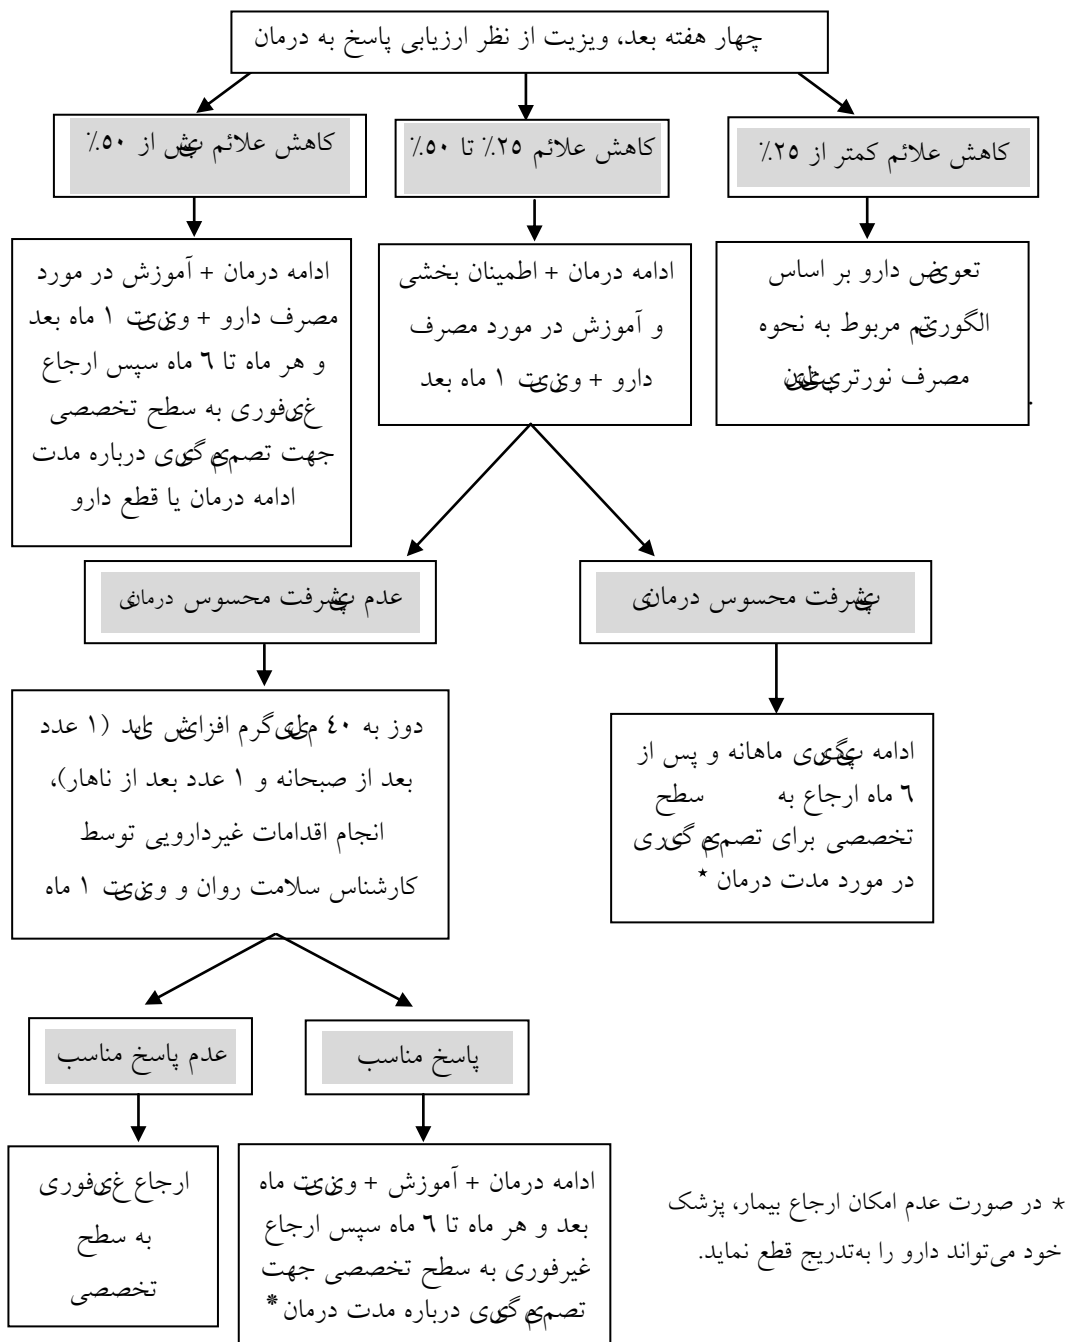 چهار هفته بعد، ویزیت از نظر ارزیابی پاسخ به درمان
کاهش علائم کمتر از ۲۵٪
کاهش علائم ۲۵٪ تا ۵۰٪
کاهش علائم بیش از ۵۰٪
تعویض دارو بر اساس
الگوریتم مربوط به نحوه
مصرف نورتریپتیلین
.
ادامه درمان + اطمینان بخشی
و آموزش در مورد مصرف
دارو + ویزیت ۱ ماه بعد
ادامه درمان + آموزش در مورد
مصرف دارو + ویزیت ۱ ماه بعد
و هر ماه تا ۶ ماه سپس ارجاع
غیرفوری به سطح تخصصی
جهت تصمیم گیری درباره مدت
ادامه درمان یا قطع دارو
پیشرفت محسوس درمانی
عدم پیشرفت محسوس درمانی
ادامه پیگیری ماهانه و پس از
۶ ماه ارجاع به سطح
تخصصی برای تصمیم گیری
در مورد مدت درمان *
دوز به ۴۰ میلی‌گرم افزایش یابد (۱ عدد
بعد از صبحانه و ۱ عدد بعد از ناهار)،
انجام اقدامات غیردارویی توسط
کارشناس سلامت روان و ویزیت ۱ ماه
پاسخ مناسب
عدم پاسخ مناسب
ادامه درمان + آموزش + ویزیت ماه
بعد و هر ماه تا ۶ ماه سپس ارجاع
غیرفوری به سطح تخصصی جهت
تصمیم گیری درباره مدت درمان *
ارجاع غیرفوری
به سطح
تخصصی
* در صورت عدم امکان ارجاع بیمار، پزشک
خود می‌تواند دارو را به‌تدریج قطع نماید.